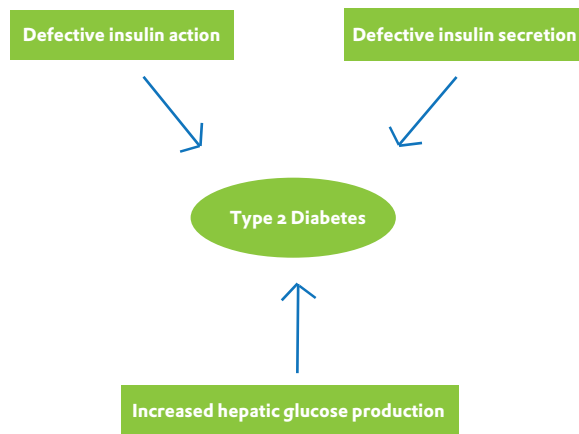 Defective insulin action
Defective insulin secretion
Type 2 Diabetes
Increased hepatic glucose production